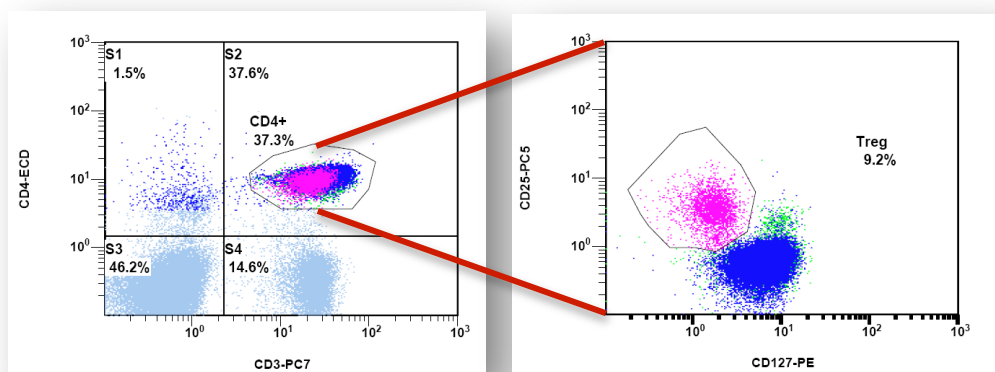 10³
S1
1.5%
S2
37.6%
10²
CD4+
37.3%
CD4-ECD
10¹
10⁰
S3
46.2%
S4
14.6%
10⁰ 10¹ 10² 10³
CD3-PC7
10³
10²
Treg
9.2%
CD25-PC5
10¹
10⁰
10⁰ 10¹ 10² 10³
CD127-PE